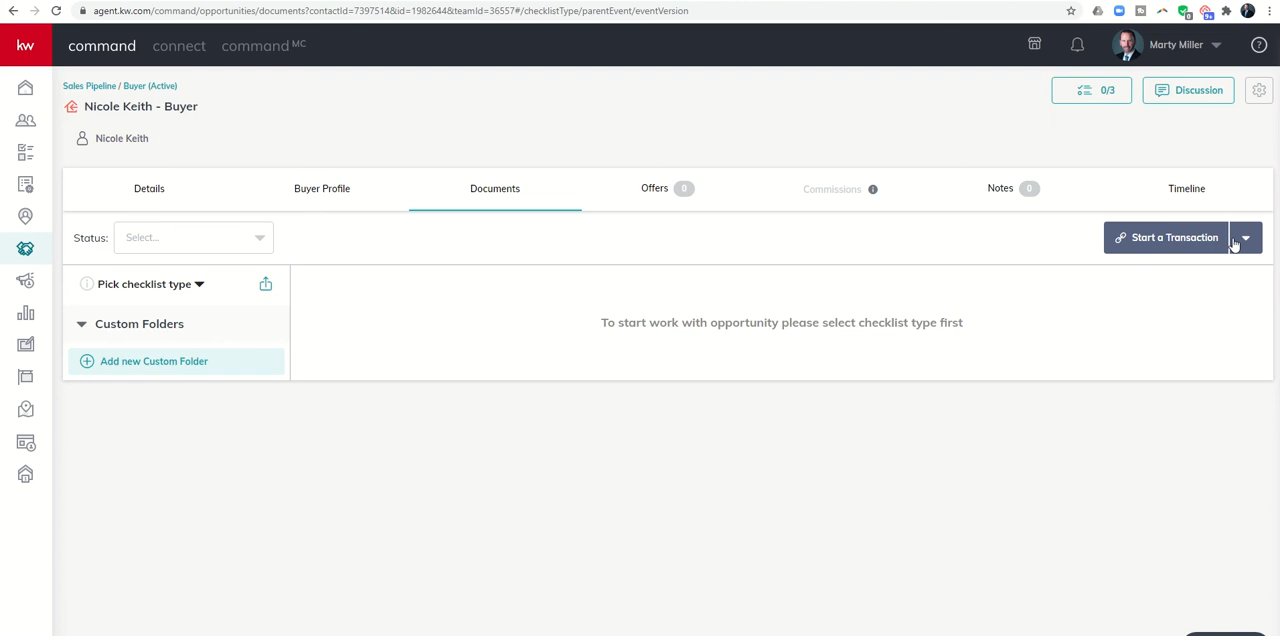 agent.kw.com/command/opportunities/documents?contactId=7397514&id=1982644&teamId=36557#/checklistType/parentEvent/eventVersion
0
9+
kw command connect command MC
Marty Miller
?
Sales Pipeline / Buyer (Active)
Nicole Keith - Buyer
0/3
Discussion
Nicole Keith
Details Buyer Profile Documents Offers 0 Commissions i Notes 0 Timeline
Status: Select...
Start a Transaction
i Pick checklist type
Custom Folders
To start work with opportunity please select checklist type first
Add new Custom Folder